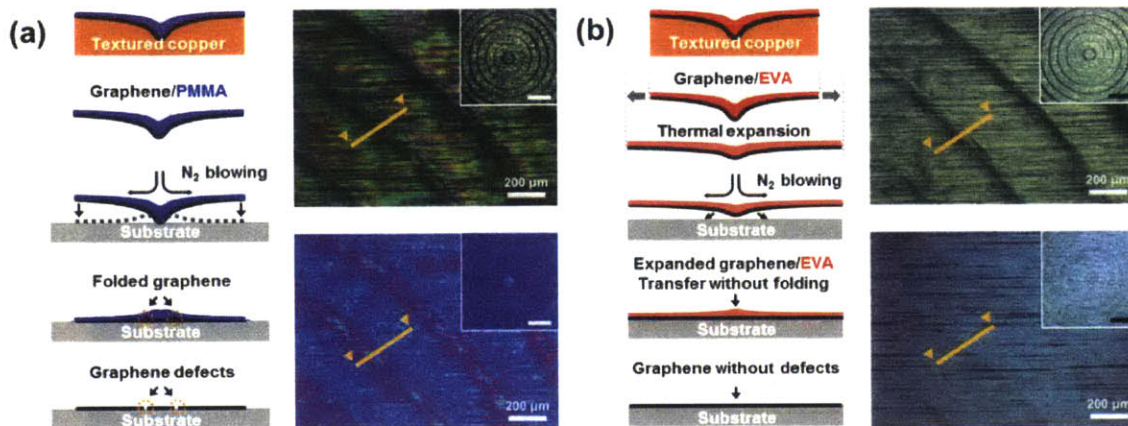 (a)
Textured copper
Graphene/PMMA
N₂ blowing
Substrate
Folded graphene
Substrate
Graphene defects
Substrate
200 µm
200 µm
(b)
Textured copper
Graphene/EVA
Thermal expansion
N₂ blowing
Substrate
Expanded graphene/EVA
Transfer without folding
Substrate
Graphene without defects
Substrate
200 µm
200 µm